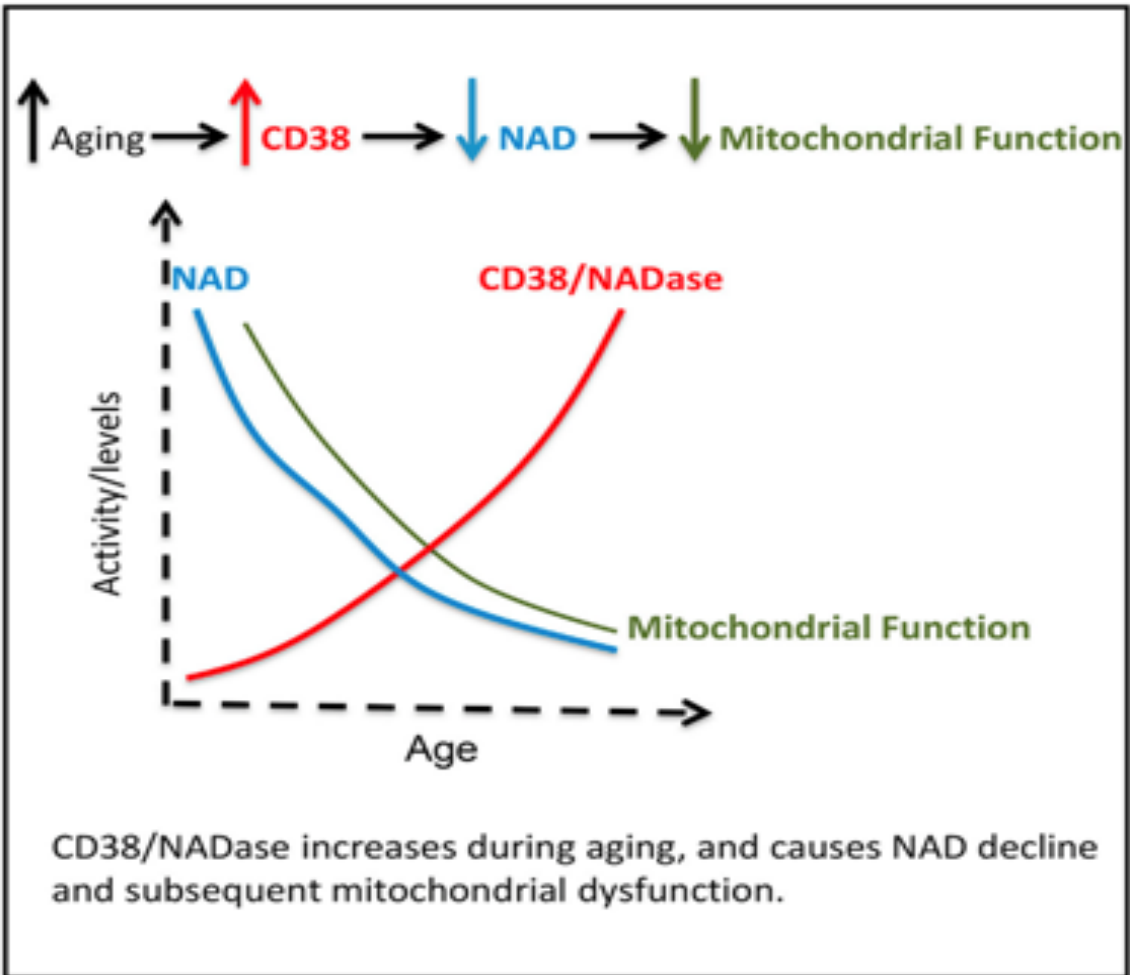 Aging CD38 NAD Mitochondrial Function
NAD
CD38/NADase
Activity/levels
Mitochondrial Function
Age
CD38/NADase increases during aging, and causes NAD decline
and subsequent mitochondrial dysfunction.